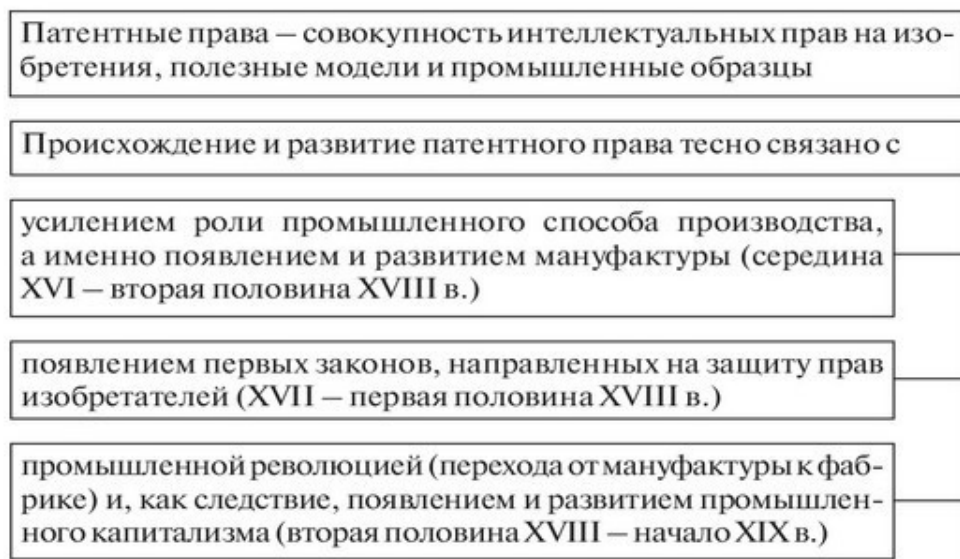 Патентные права – совокупность интеллектуальных прав на изо-
бретения, полезные модели и промышленные образцы
Происхождение и развитие патентного права тесно связано с
усилением роли промышленного способа производства,
а именно появлением и развитием мануфактуры (середина
XVI – вторая половина XVIII в.)
появлением первых законов, направленных на защиту прав
изобретателей (XVII – первая половина XVIII в.)
промышленной революцией (перехода от мануфактуры к фаб-
рике) и, как следствие, появлением и развитием промышлен-
ного капитализма (вторая половина XVIII – начало XIX в.)